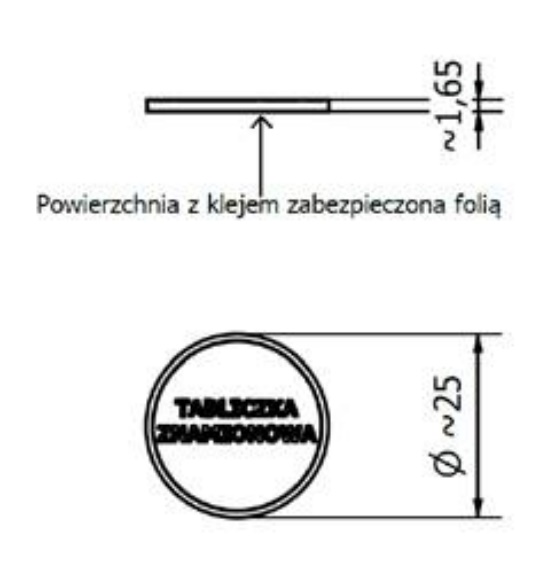 ~1,65
Powierzchnia z klejem zabezpieczona folią
TABLICZKA
ZNAMIONOWA
Ø ~25